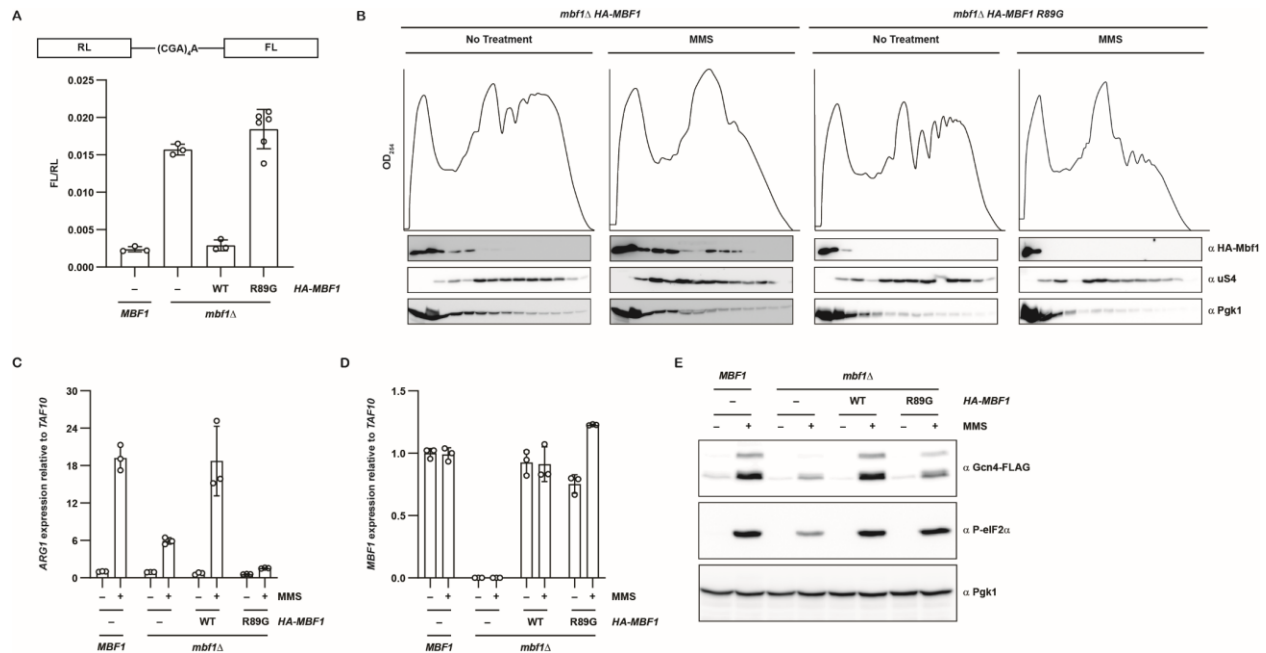 A
RL
(CGA)₄A
FL
0.025
0.020
0.015
0.010
0.005
0.000
FL/RL
– – WT R89G HA-MBF1
MBF1 mbf1Δ
B
mbf1Δ HA-MBF1 mbf1Δ HA-MBF1 R89G
No Treatment MMS No Treatment MMS
OD₂₅₄
α HA-Mbf1
α uS4
α Pgk1
C
30
24
18
12
6
0
ARG1 expression relative to TAF10
– + – + – + – + MMS
– – WT R89G HA-MBF1
MBF1 mbf1Δ
D
1.5
1.0
0.5
0.0
MBF1 expression relative to TAF10
– + – + – + – + MMS
– – WT R89G HA-MBF1
MBF1 mbf1Δ
E
MBF1 mbf1Δ
– – WT R89G HA-MBF1
– + – + – + – + MMS
α Gcn4-FLAG
α P-eIF2α
α Pgk1